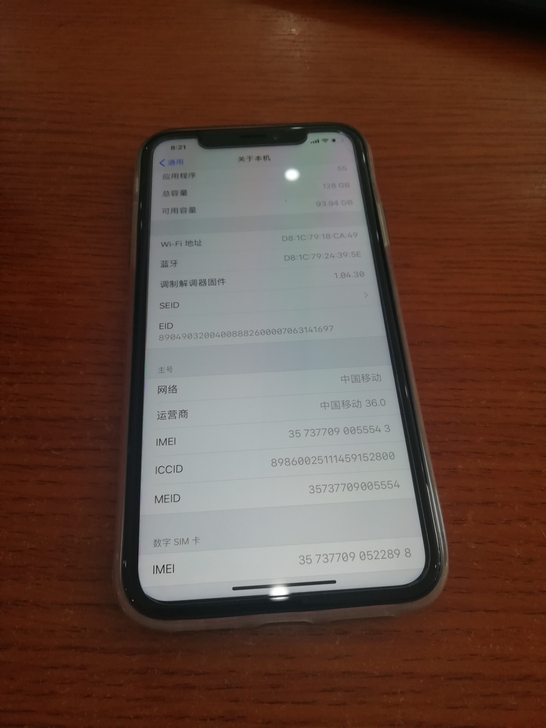 8:21
通用
关于本机
应用程序
总容量 128 GB
可用容量 93.94 GB
Wi-Fi 地址 D8:1C:79:18:CA:49
蓝牙 D8:1C:79:24:39:5E
调制解调器固件 1.04.30
SEID
EID
89049032004008882600007063141697
主号
网络 中国移动
运营商 中国移动 36.0
IMEI 35 737709 005554 3
ICCID 89860025111459152800
MEID 35737709005554
数字 SIM 卡
IMEI 35 737709 052289 8